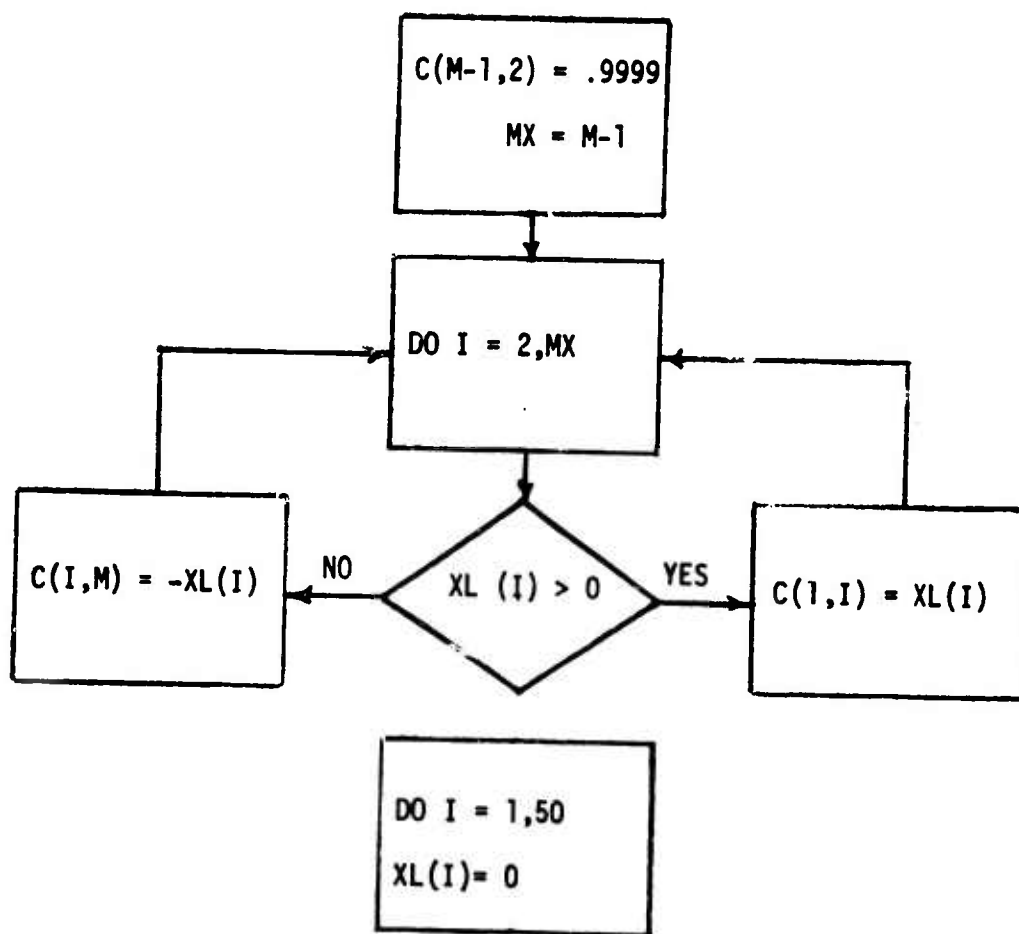 C(M-1,2) = .9999
MX = M-1
DO I = 2,MX
C(I,M) = -XL(I)
NO
XL (I) > 0
YES
C(1,I) = XL(I)
DO I = 1,50
XL(I)= 0